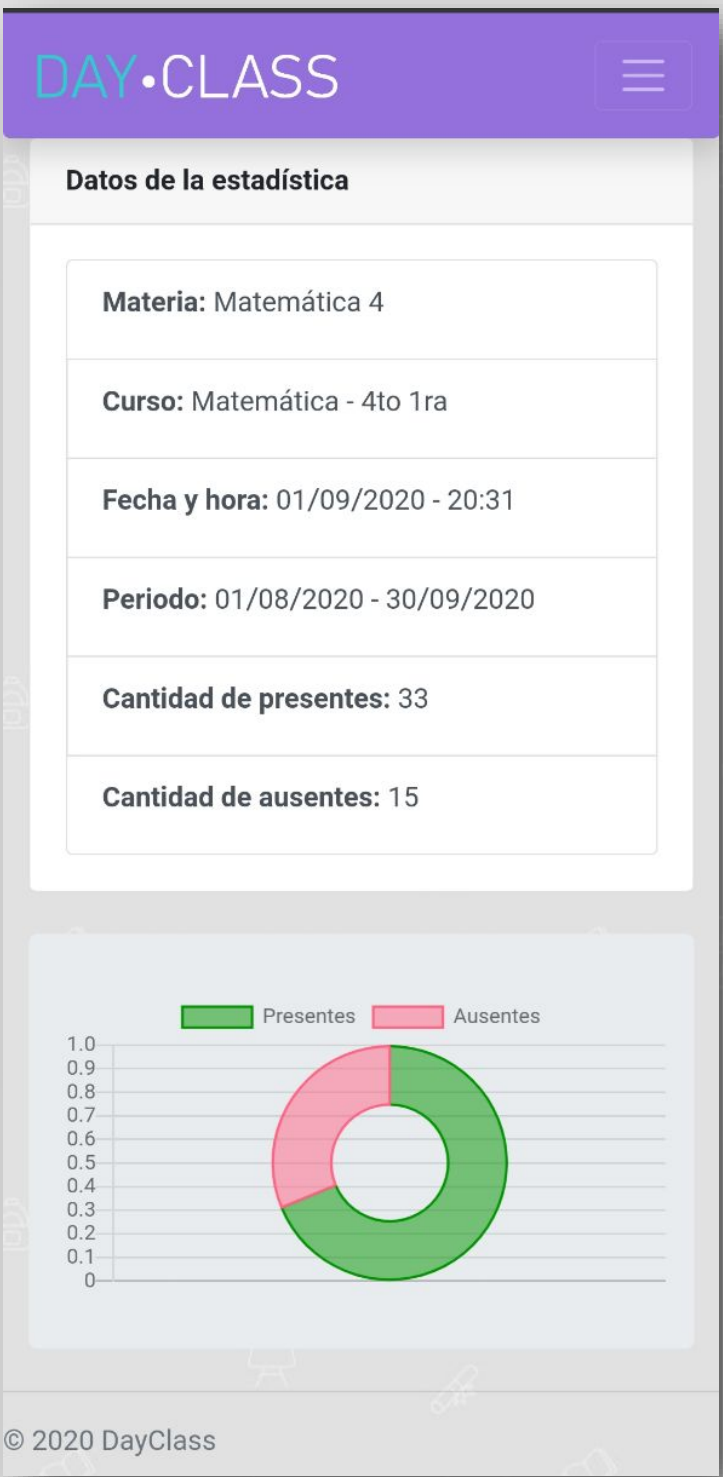 DAY•CLASS
Datos de la estadística
Materia: Matemática 4
Curso: Matemática - 4to 1ra
Fecha y hora: 01/09/2020 - 20:31
Periodo: 01/08/2020 - 30/09/2020
Cantidad de presentes: 33
Cantidad de ausentes: 15
Presentes Ausentes
1.0
0.9
0.8
0.7
0.6
0.5
0.4
0.3
0.2
0.1
0
© 2020 DayClass